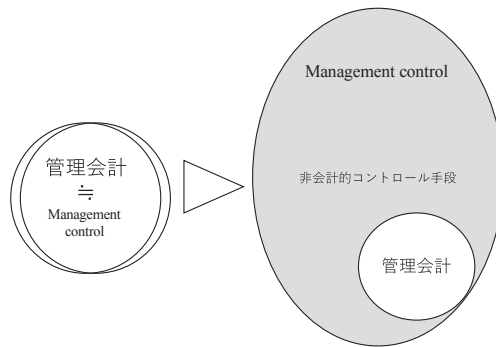 管理会計
≒
Management
control
Management control
非会計的コントロール手段
管理会計